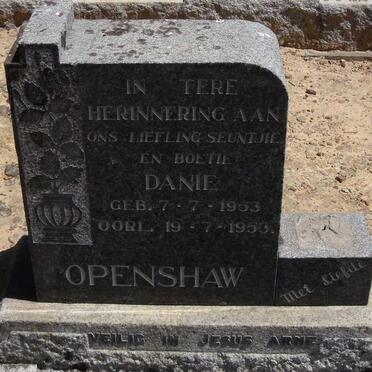 IN TERE
HERINNERING AAN
ONS LIEFLING SEUNTJIE
EN BOETIE
DANIE
GEB. 7-7-1953
OORL. 19-7-1953.
OPENSHAW
Met Liefde
VEILIG IN JESUS ARME